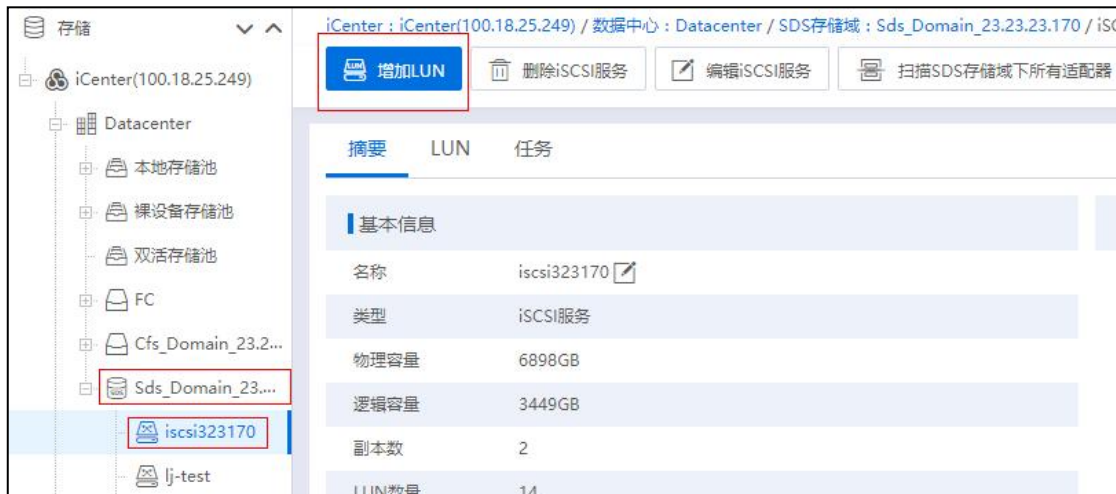 存储
iCenter(100.18.25.249)
Datacenter
本地存储池
裸设备存储池
双活存储池
FC
Cfs_Domain_23.2...
Sds_Domain_23....
iscsi323170
lj-test
iCenter：iCenter(100.18.25.249) / 数据中心：Datacenter / SDS存储域：Sds_Domain_23.23.23.170 / iSC
增加LUN 删除iSCSI服务 编辑iSCSI服务 扫描SDS存储域下所有适配器
摘要 LUN 任务
基本信息
名称 iscsi323170
类型 iSCSI服务
物理容量 6898GB
逻辑容量 3449GB
副本数 2
LUN数量 14